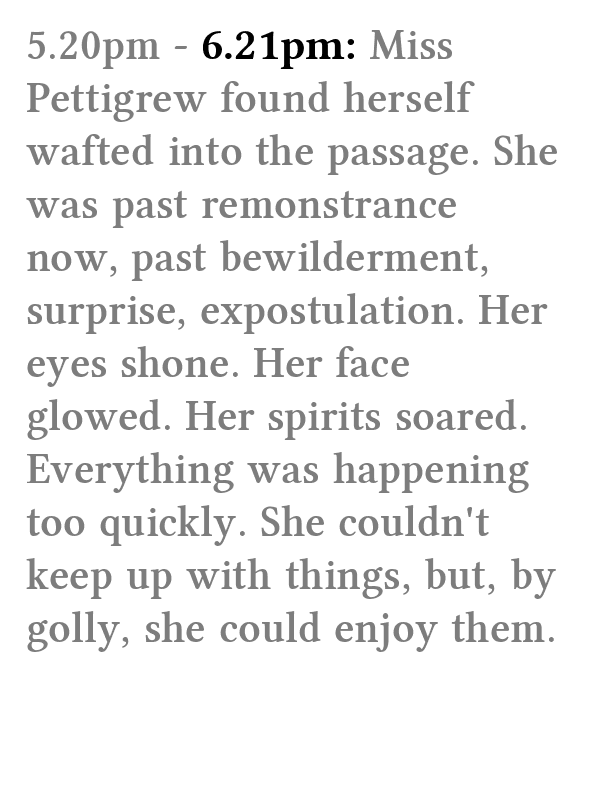 5.20pm - 6.21pm: Miss
Pettigrew found herself
wafted into the passage. She
was past remonstrance
now, past bewilderment,
surprise, expostulation. Her
eyes shone. Her face
glowed. Her spirits soared.
Everything was happening
too quickly. She couldn't
keep up with things, but, by
golly, she could enjoy them.